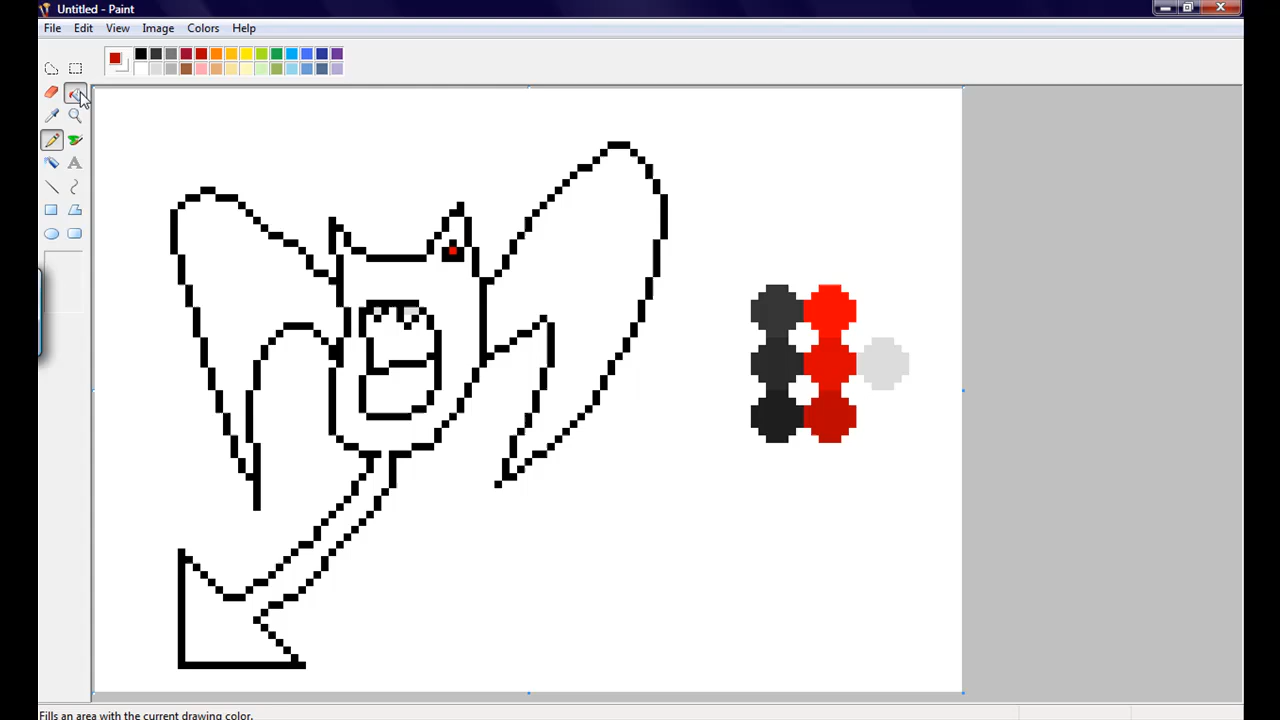 Untitled - Paint
File Edit View Image Colors Help
A
Fills an area with the current drawing color.